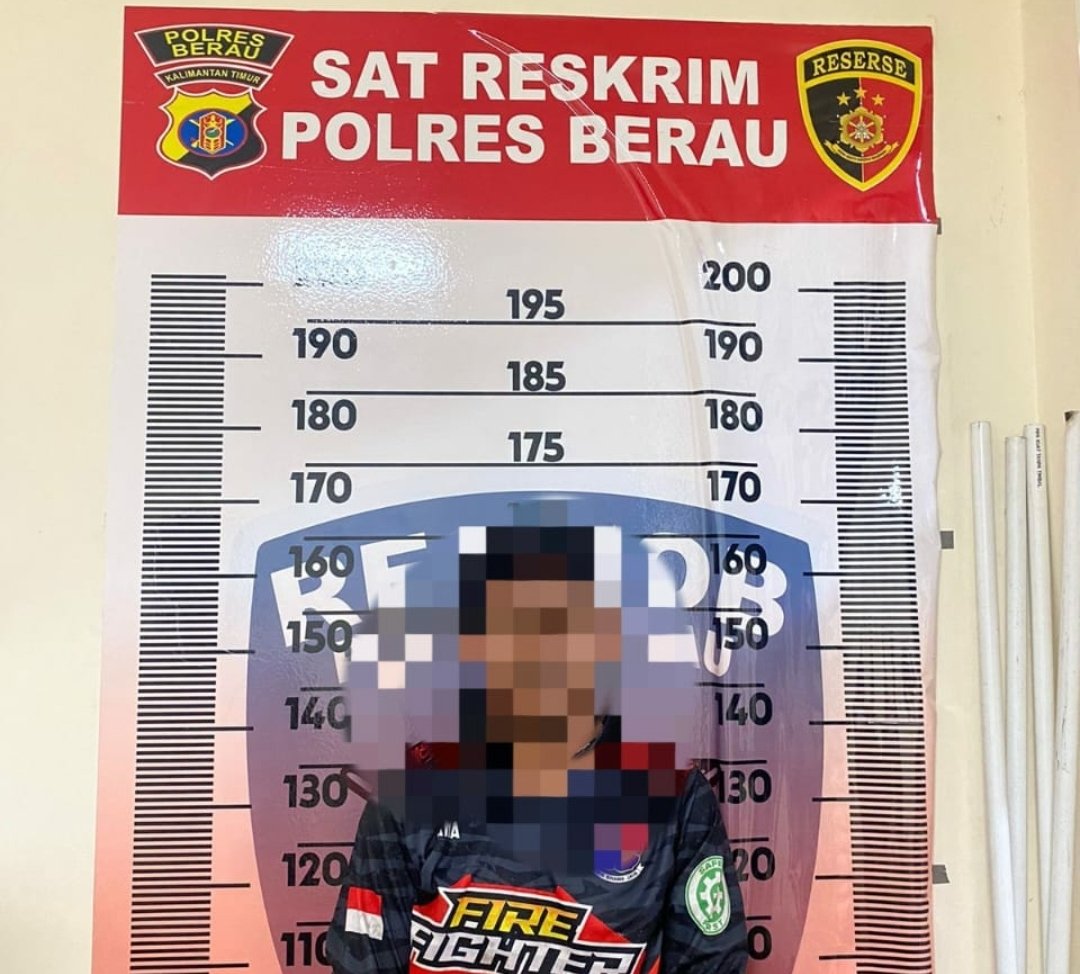 POLRES
BERAU
KALIMANTAN TIMUR
SAT RESKRIM
POLRES BERAU
RESERSE
200
195
190
190
185
180
180
175
170
170
160
160
150
150
140
140
130
130
120
110
FIRE
FIGHTER